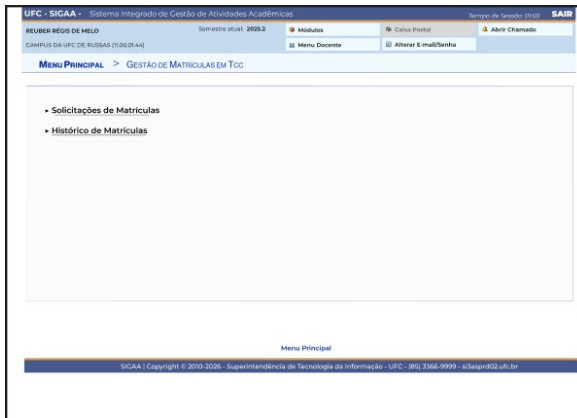 UFC - SIGAA - Sistema Integrado de Gestão de Atividades Acadêmicas
Tempo de Sessão: 01:03 SAIR
REUBER RÉGIS DE MELO Semestre atual: 2025.2 Módulos Caixa Postal Abrir Chamado
CAMPUS DA UFC DE RUSSAS (11.00.01.44) Menu Docente Alterar E-mail/Senha
MENU PRINCIPAL > GESTÃO DE MATRÍCULAS EM TCC
▸ Solicitações de Matrículas
▸ Histórico de Matrículas
Menu Principal
SIGAA | Copyright © 2010-2026 - Superintendência de Tecnologia da Informação - UFC - (85) 3366-9999 - si3asprd02.ufc.br